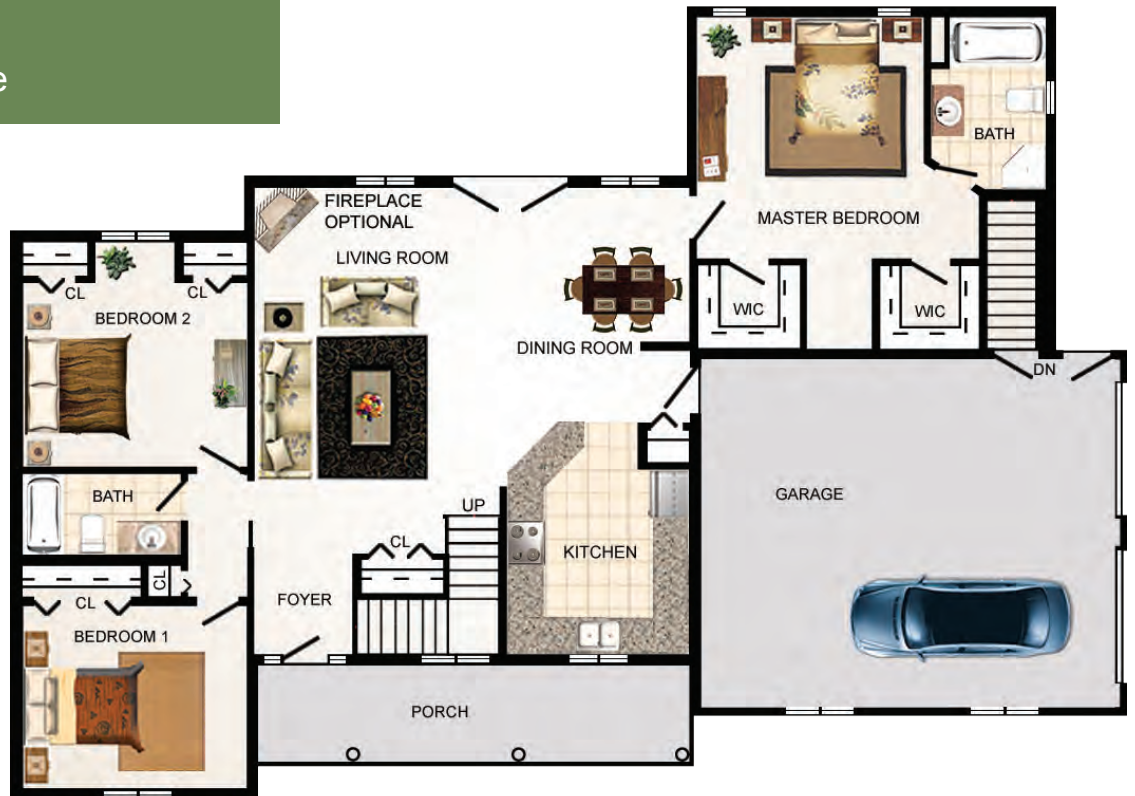 e
BATH
FIREPLACE
OPTIONAL
MASTER BEDROOM
LIVING ROOM
CL
CL
BEDROOM 2
WIC
WIC
DINING ROOM
DN
BATH
GARAGE
UP
CL
KITCHEN
CL
CL
FOYER
BEDROOM 1
PORCH